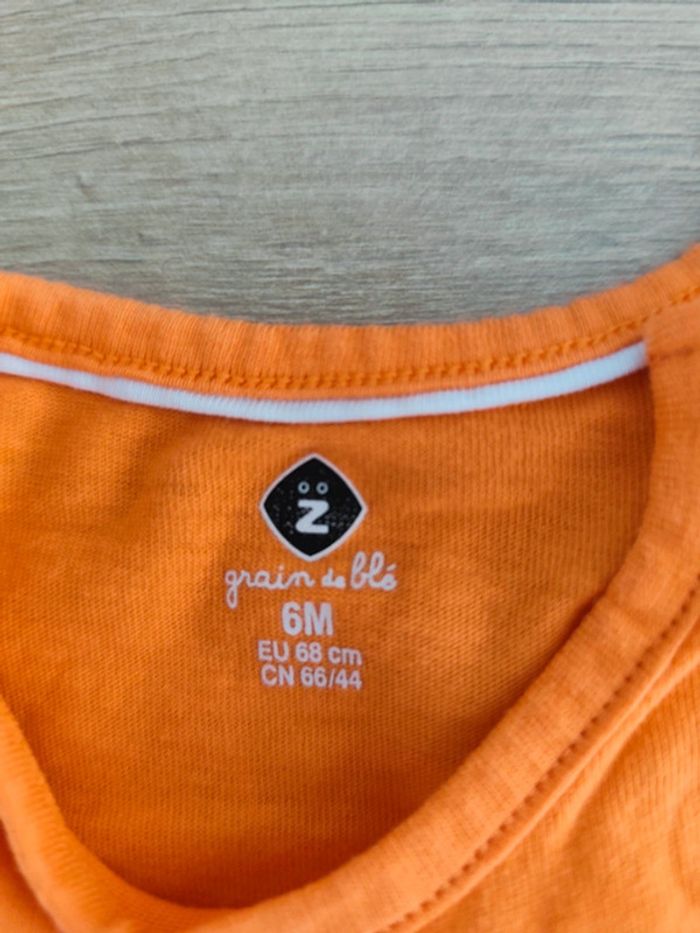 z
grain de blé
6M
EU 68 cm
CN 66/44